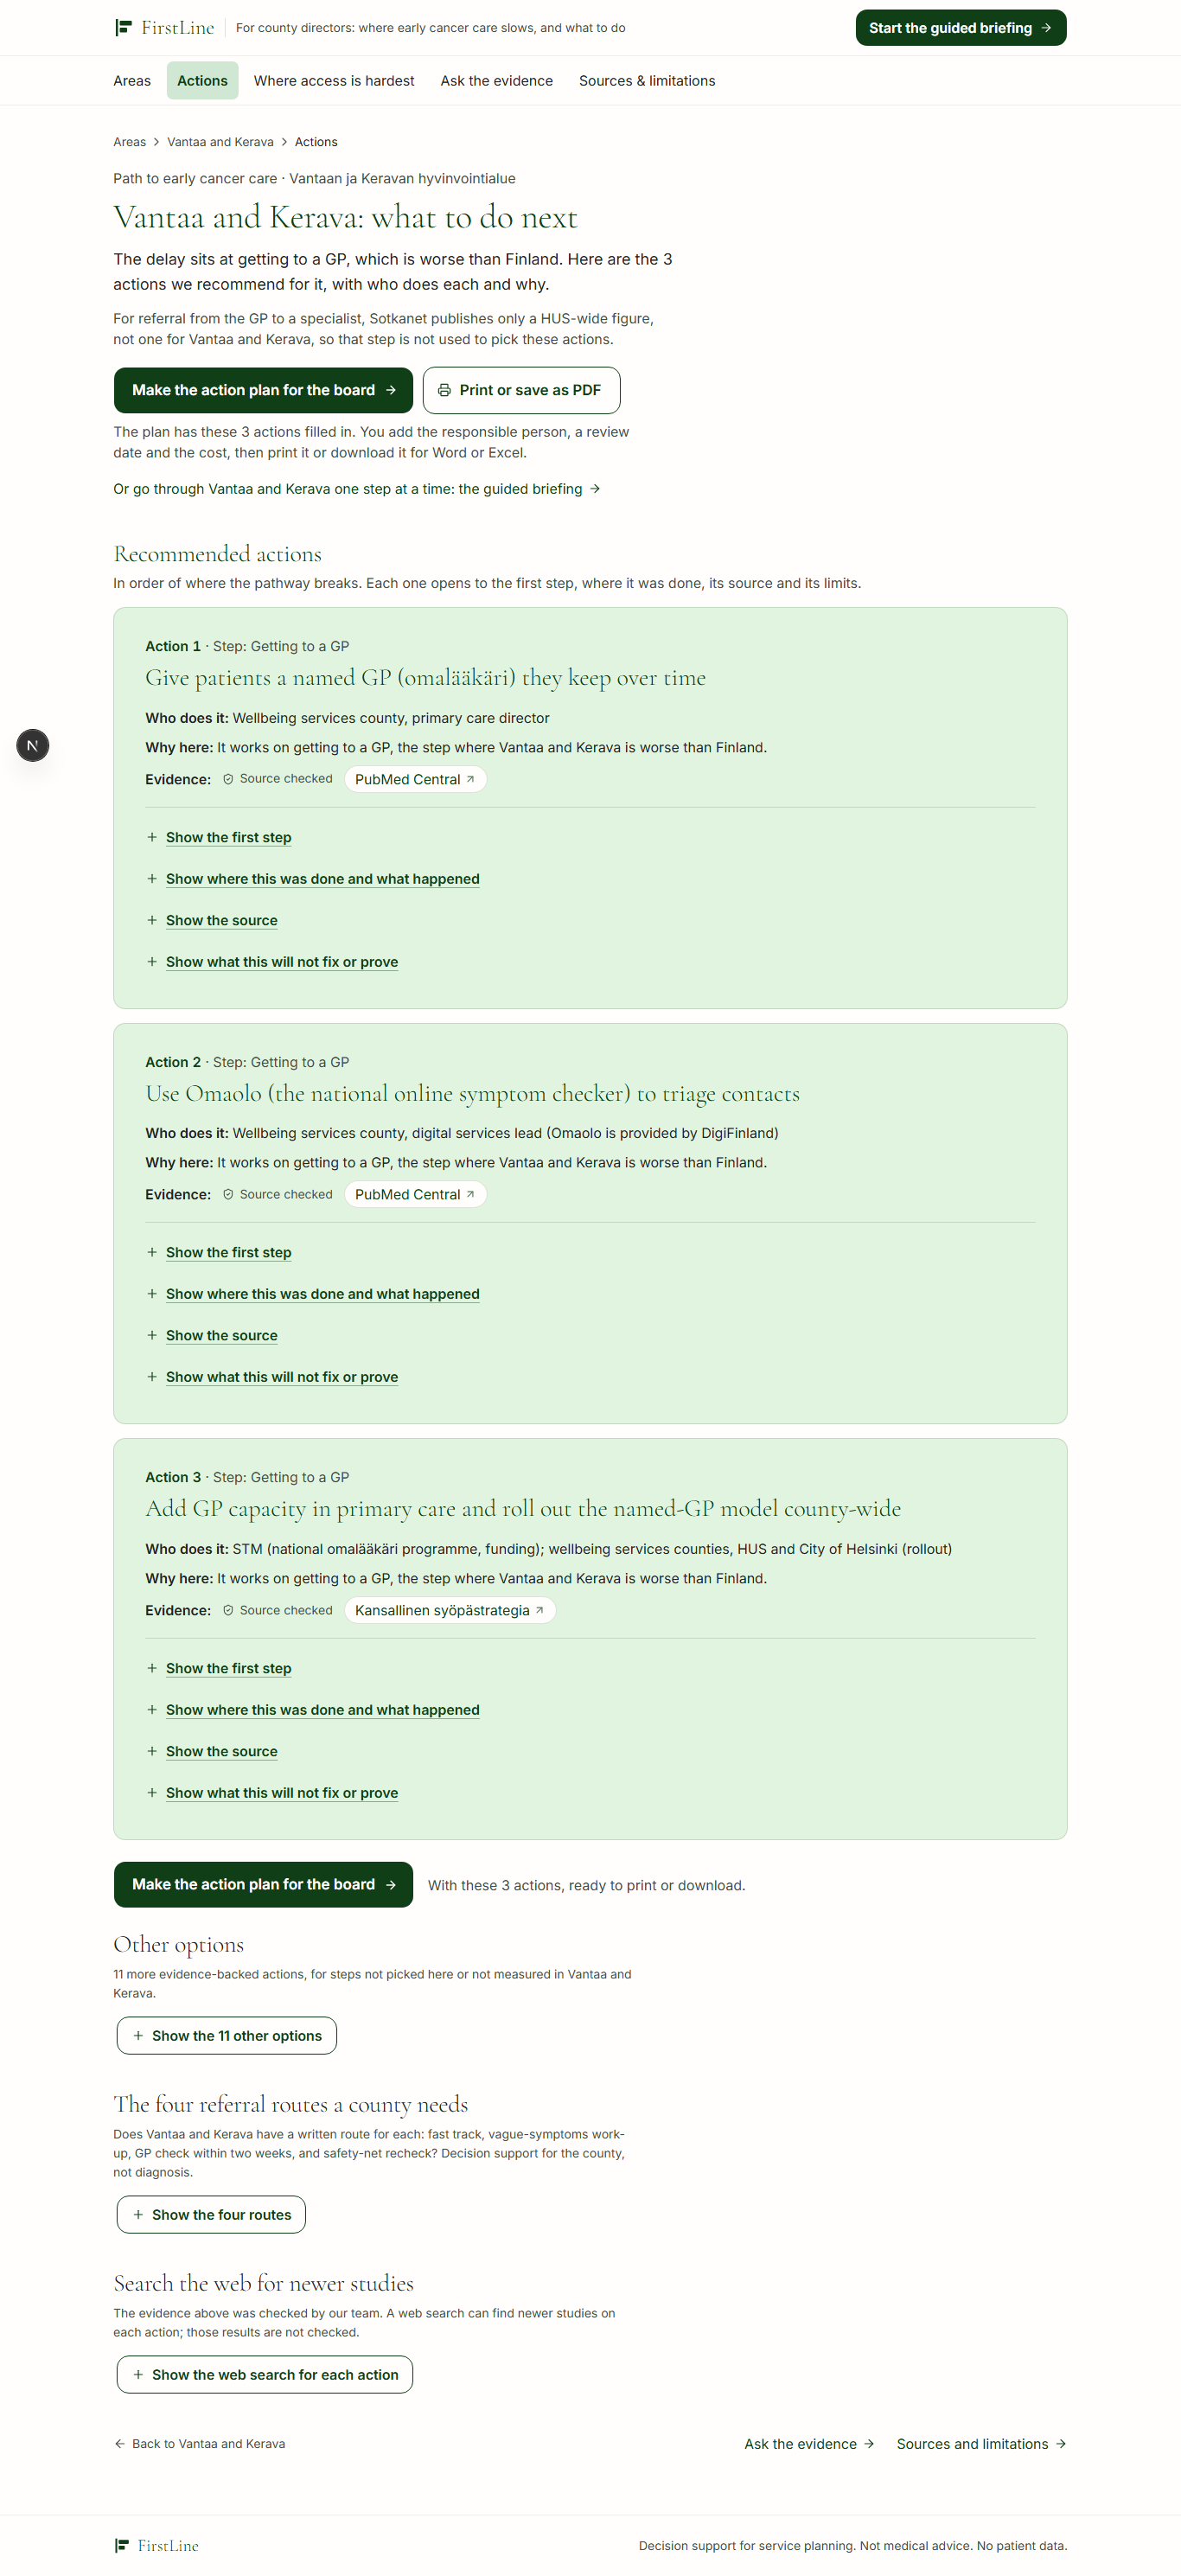 FirstLine
For county directors: where early cancer care slows, and what to do
Start the guided briefing
Areas
Actions
Where access is hardest
Ask the evidence
Sources & limitations
Areas > Vantaa and Kerava > Actions
Path to early cancer care · Vantaan ja Keravan hyvinvointialue
Vantaa and Kerava: what to do next
The delay sits at getting to a GP, which is worse than Finland. Here are the 3
actions we recommend for it, with who does each and why.
For referral from the GP to a specialist, Sotkanet publishes only a HUS-wide figure,
not one for Vantaa and Kerava, so that step is not used to pick these actions.
Make the action plan for the board →
Print or save as PDF
The plan has these 3 actions filled in. You add the responsible person, a review
date and the cost, then print it or download it for Word or Excel.
Or go through Vantaa and Kerava one step at a time: the guided briefing →
Recommended actions
In order of where the pathway breaks. Each one opens to the first step, where it was done, its source and its limits.
Action 1 · Step: Getting to a GP
Give patients a named GP (omalääkäri) they keep over time
Who does it: Wellbeing services county, primary care director
Why here: It works on getting to a GP, the step where Vantaa and Kerava is worse than Finland.
Evidence: Source checked PubMed Central ↗
+ Show the first step
+ Show where this was done and what happened
+ Show the source
+ Show what this will not fix or prove
N
Action 2 · Step: Getting to a GP
Use Omaolo (the national online symptom checker) to triage contacts
Who does it: Wellbeing services county, digital services lead (Omaolo is provided by DigiFinland)
Why here: It works on getting to a GP, the step where Vantaa and Kerava is worse than Finland.
Evidence: Source checked PubMed Central ↗
+ Show the first step
+ Show where this was done and what happened
+ Show the source
+ Show what this will not fix or prove
Action 3 · Step: Getting to a GP
Add GP capacity in primary care and roll out the named-GP model county-wide
Who does it: STM (national omalääkäri programme, funding); wellbeing services counties, HUS and City of Helsinki (rollout)
Why here: It works on getting to a GP, the step where Vantaa and Kerava is worse than Finland.
Evidence: Source checked Kansallinen syöpästrategia ↗
+ Show the first step
+ Show where this was done and what happened
+ Show the source
+ Show what this will not fix or prove
Make the action plan for the board →
With these 3 actions, ready to print or download.
Other options
11 more evidence-backed actions, for steps not picked here or not measured in Vantaa and
Kerava.
+ Show the 11 other options
The four referral routes a county needs
Does Vantaa and Kerava have a written route for each: fast track, vague-symptoms work-
up, GP check within two weeks, and safety-net recheck? Decision support for the county,
not diagnosis.
+ Show the four routes
Search the web for newer studies
The evidence above was checked by our team. A web search can find newer studies on
each action; those results are not checked.
+ Show the web search for each action
← Back to Vantaa and Kerava
Ask the evidence →
Sources and limitations →
FirstLine
Decision support for service planning. Not medical advice. No patient data.